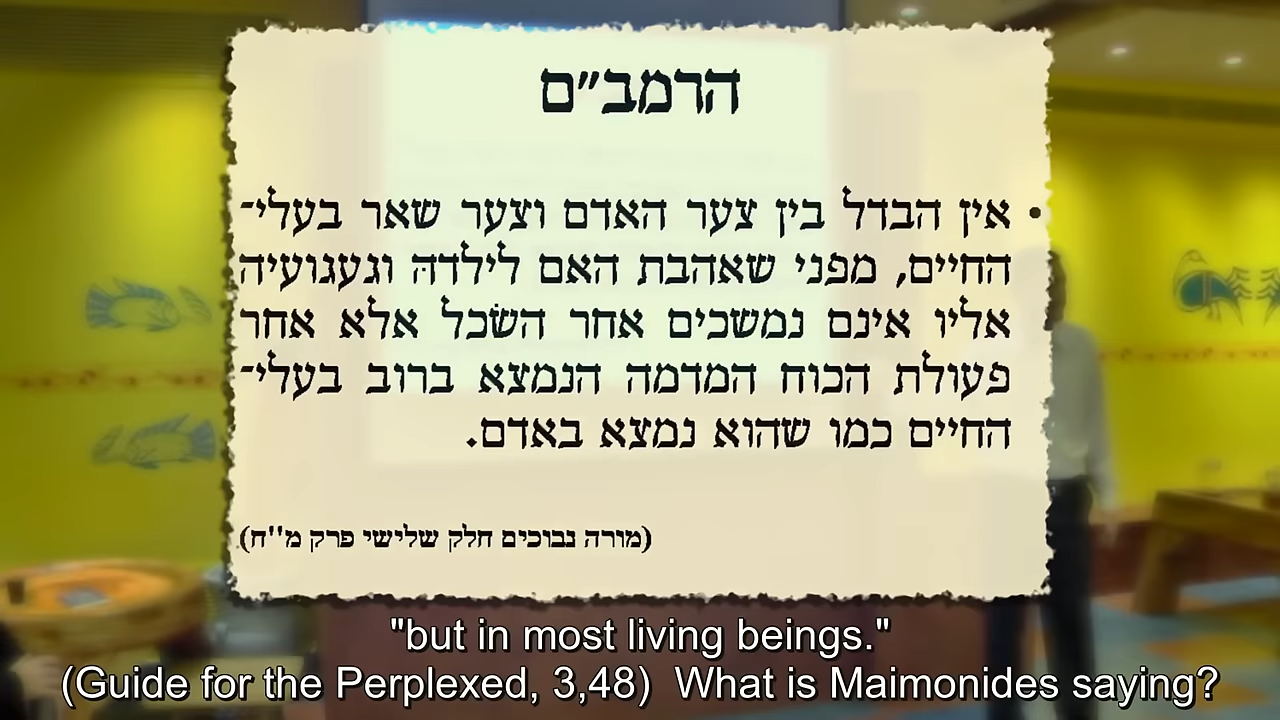 הרמב״ם
• אין הבדל בין צער האדם וצער שאר בעלי־
החיים, מפני שאהבת האם לילדהּ וגעגועיה
אליו אינם נמשכים אחר השׂכל אלא אחר
פעולת הכוח המדמה הנמצא ברוב בעלי־
החיים כמו שהוא נמצא באדם.
(מורה נבוכים חלק שלישי פרק מ''ח)
"but in most living beings."
(Guide for the Perplexed, 3,48)  What is Maimonides saying?